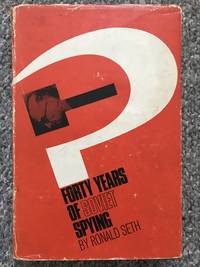 FORTY YEARS
OF SOVIET
SPYING
BY RONALD SETH